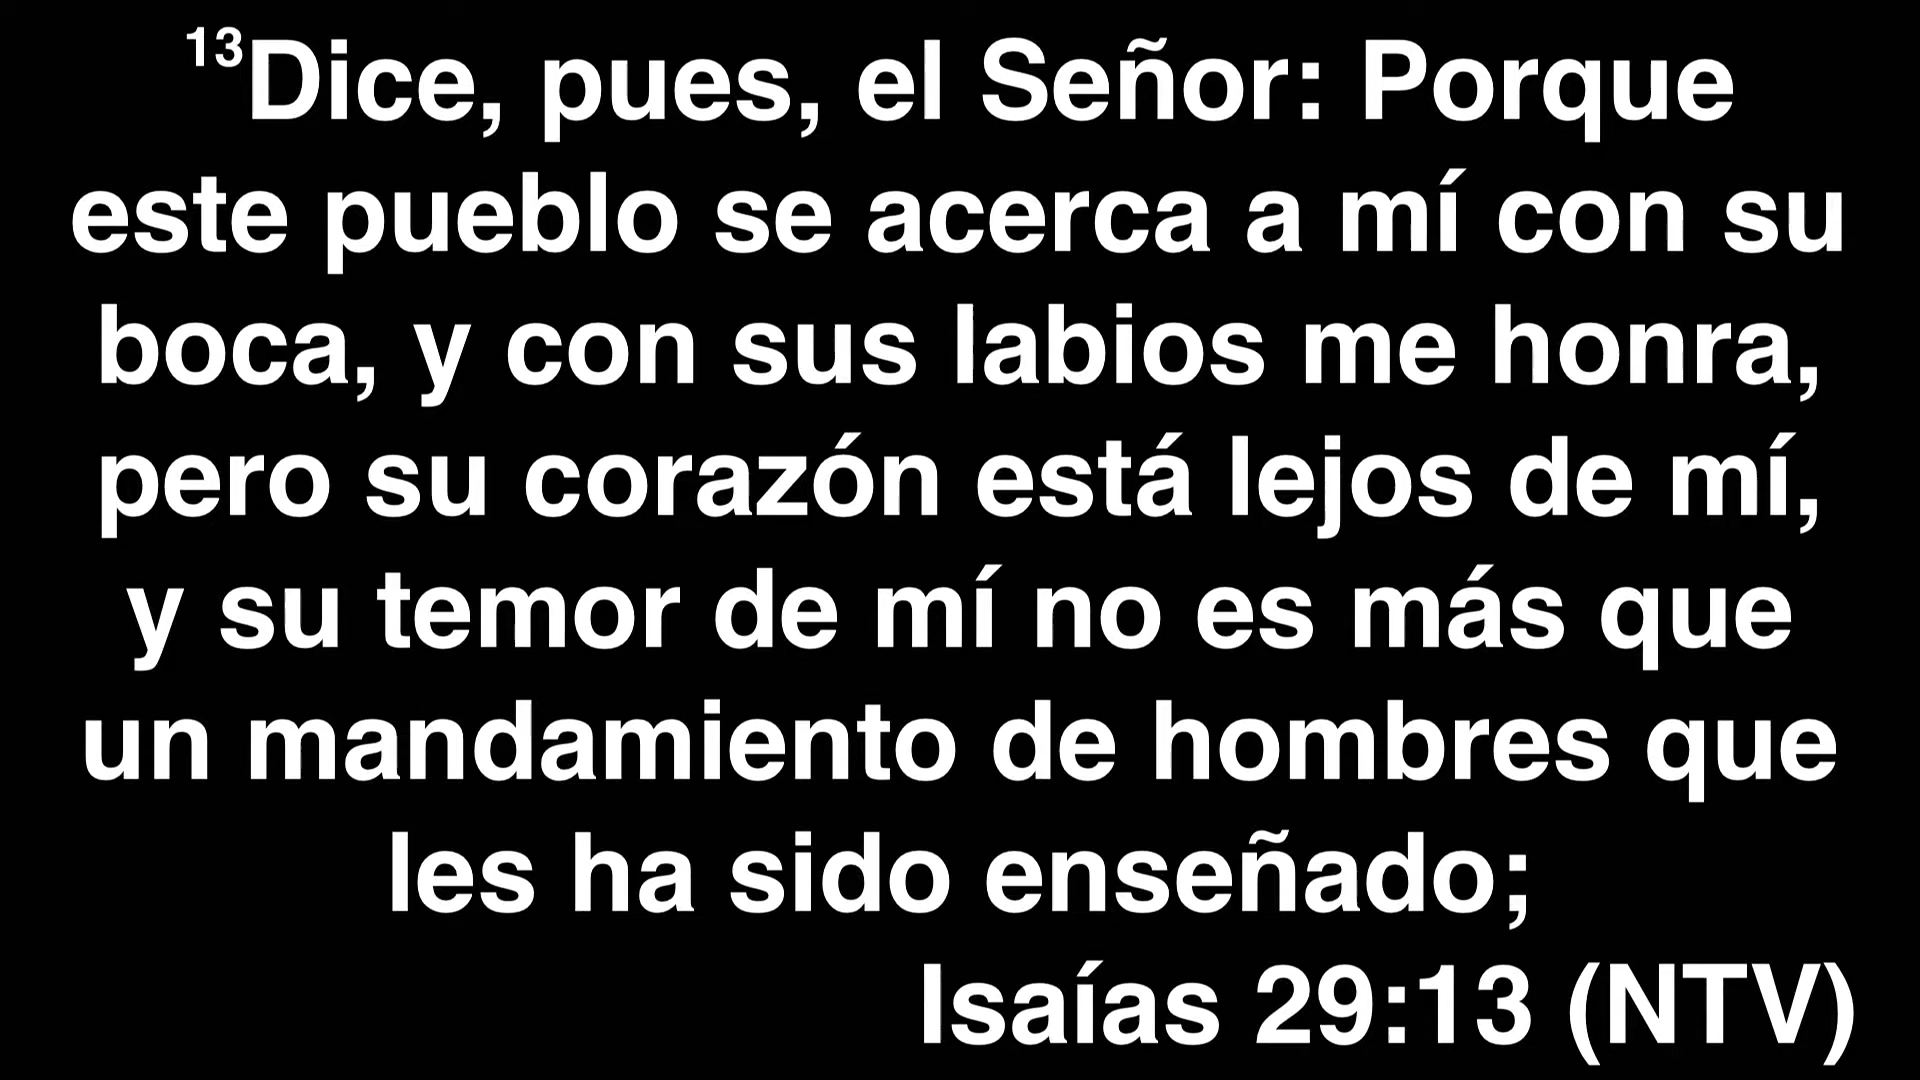 ¹³Dice, pues, el Señor: Porque
este pueblo se acerca a mí con su
boca, y con sus labios me honra,
pero su corazón está lejos de mí,
y su temor de mí no es más que
un mandamiento de hombres que
les ha sido enseñado;
Isaías 29:13 (NTV)